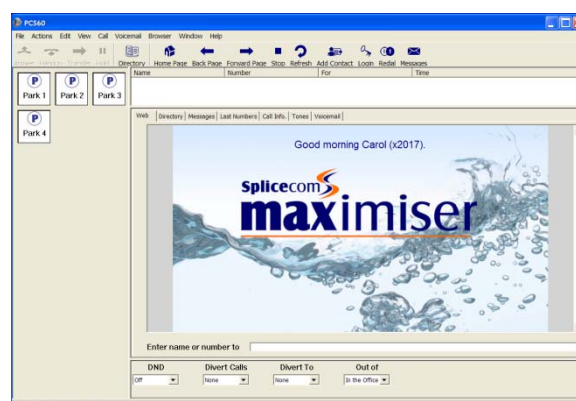 PCS60
File Actions Edit View Call Voicemail Browser Window Help
Answer Transfer Hold Directory Home Page Back Page Forward Page Stop Refresh Add Contact Login Redial Messages
Name Number For Time
P P P
Park 1 Park 2 Park 3
P
Park 4
Web Directory Messages Last Numbers Call Info. Tones Voicemail
Good morning Carol (x2017).
Splicecom S
maximiser
Enter name or number to
DND Divert Calls Divert To Out of
Off None None In the Office